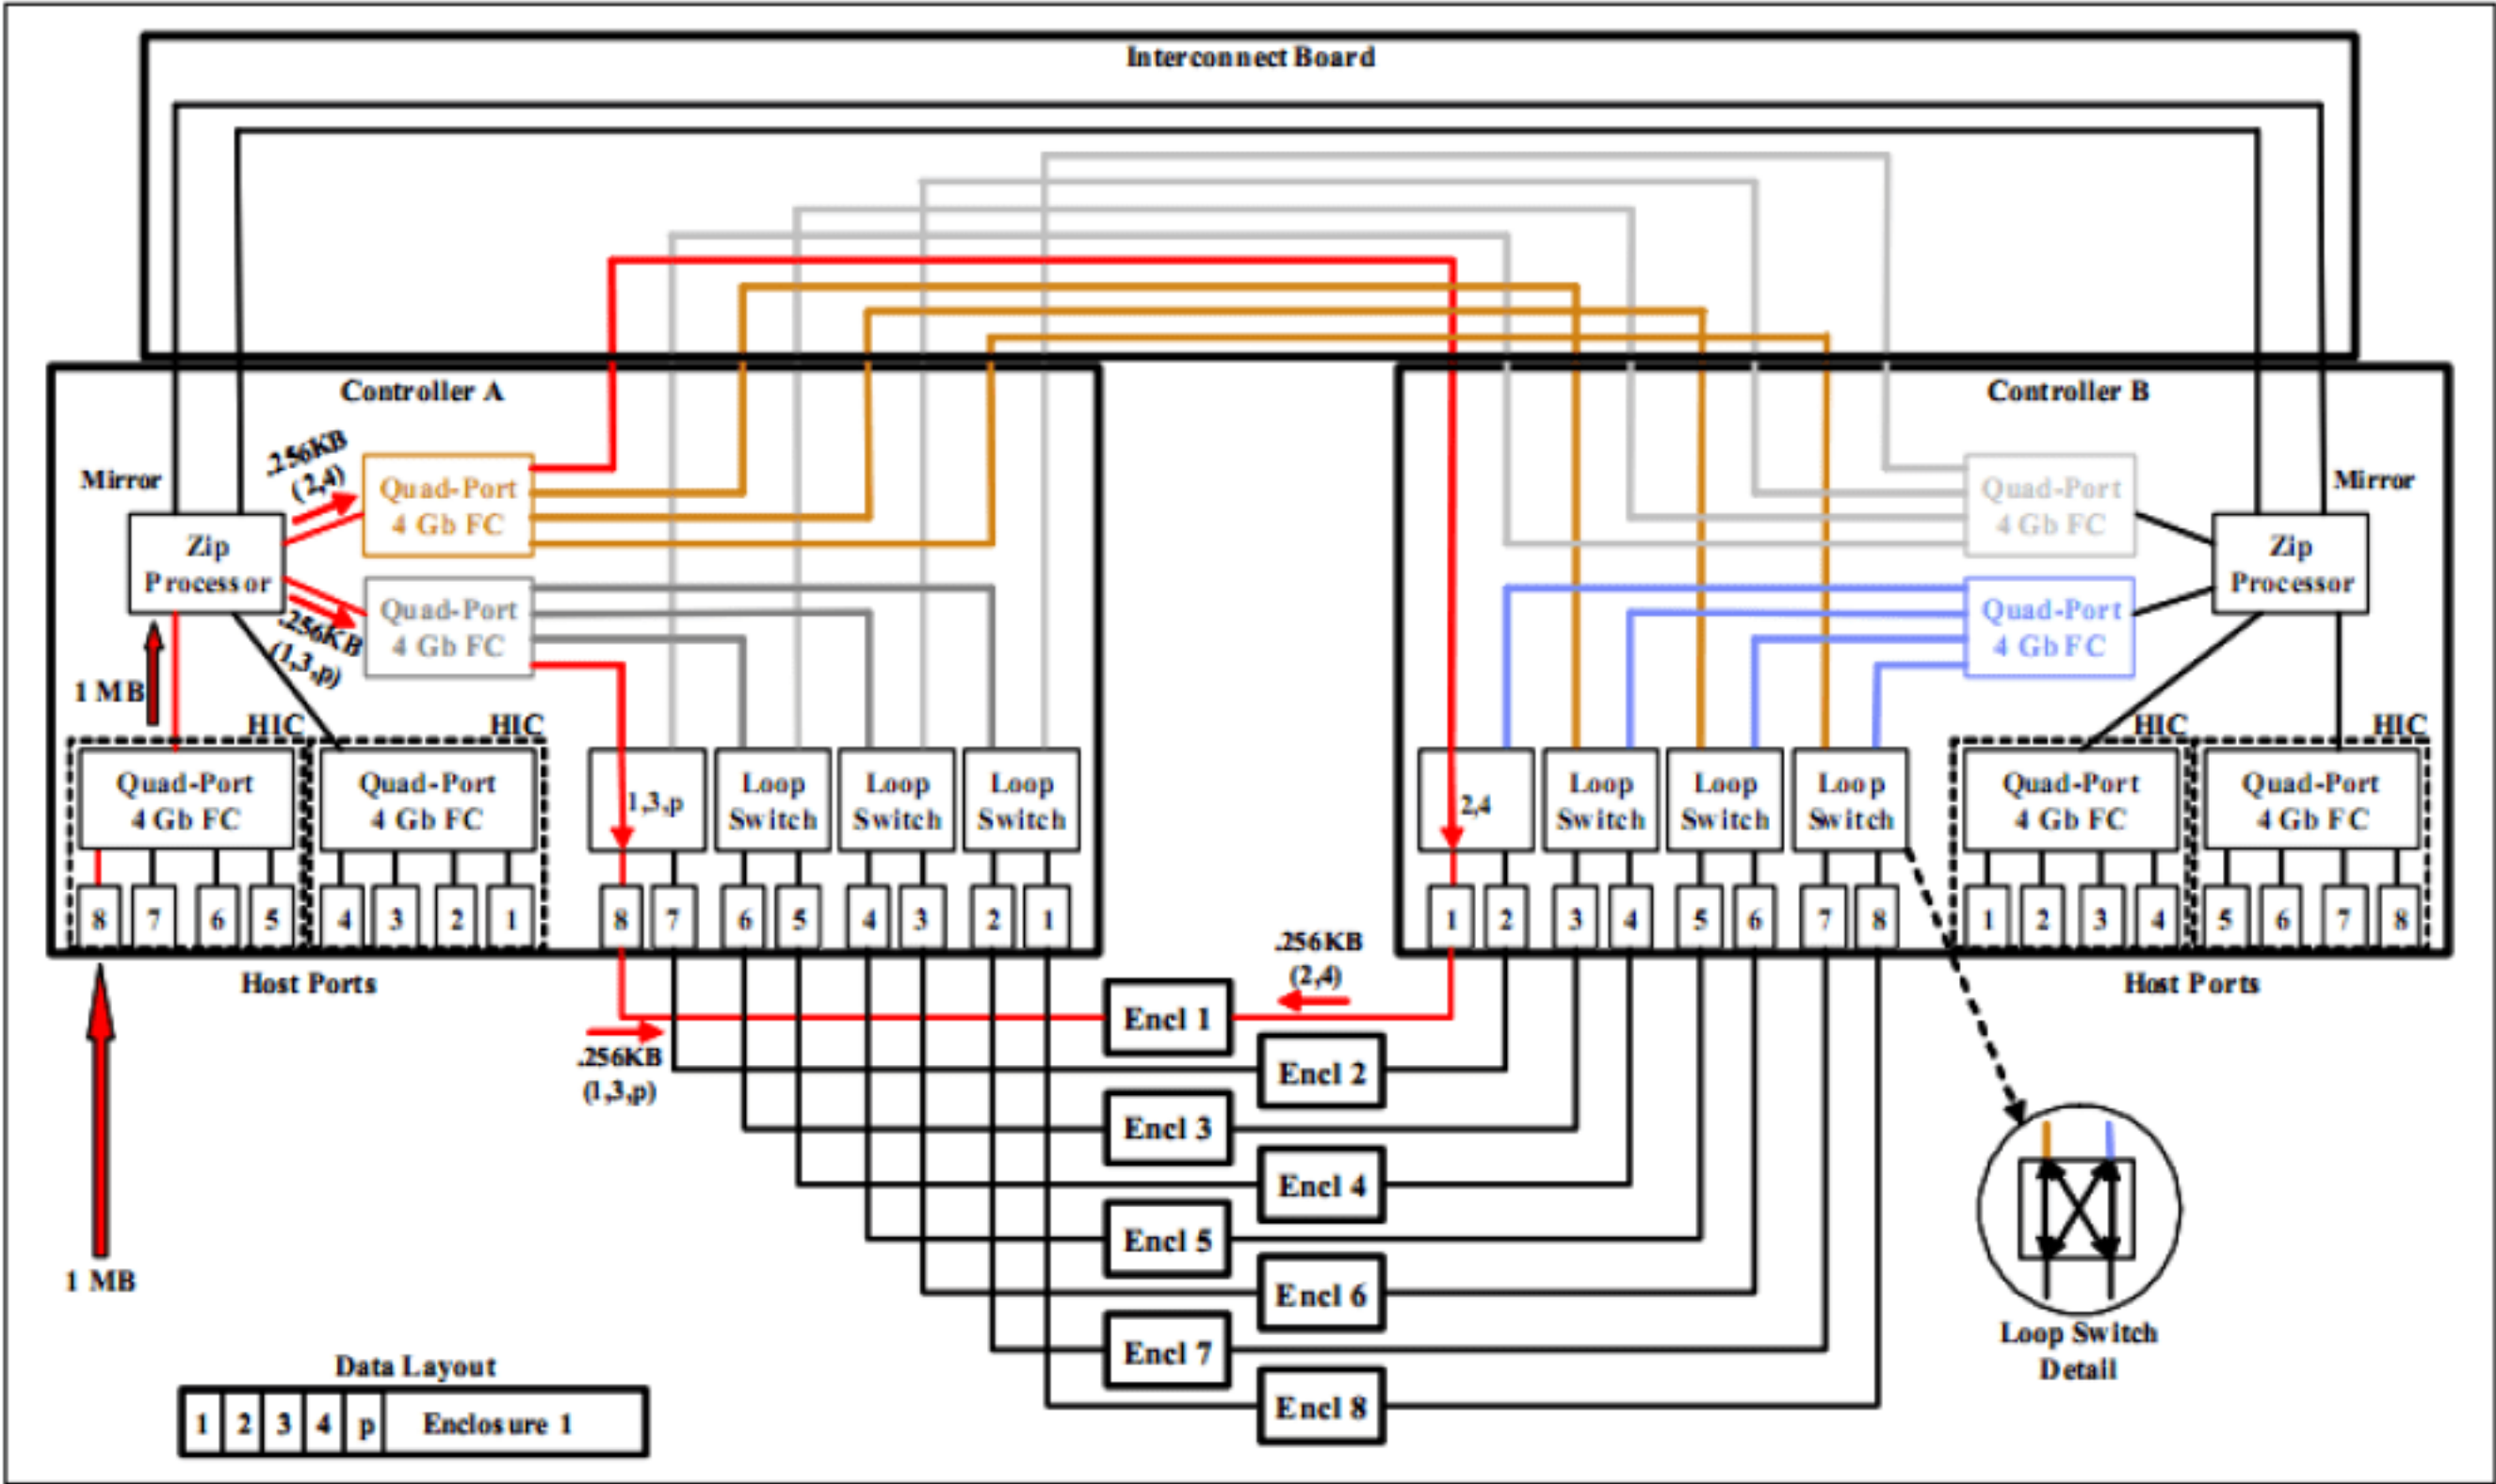 Interconnect Board
Controller A
Controller B
.256KB
(2,4)
Mirror
Quad-Port
4 Gb FC
Quad-Port
4 Gb FC
Mirror
Zip
Processor
Zip
Processor
Quad-Port
4 Gb FC
Quad-Port
4 Gb FC
.256KB
(1,3,p)
1 MB
HIC
HIC
HIC
HIC
Quad-Port
4 Gb FC
Quad-Port
4 Gb FC
1,3,p
Loop
Switch
Loop
Switch
Loop
Switch
2,4
Loop
Switch
Loop
Switch
Loop
Switch
Quad-Port
4 Gb FC
Quad-Port
4 Gb FC
8 7 6 5 4 3 2 1
8 7 6 5 4 3 2 1
1 2 3 4 5 6 7 8
1 2 3 4 5 6 7 8
Host Ports
Host Ports
.256KB
(2,4)
Encl 1
.256KB
(1,3,p)
Encl 2
Encl 3
Encl 4
Encl 5
Encl 6
Encl 7
Encl 8
1 MB
Loop Switch
Detail
Data Layout
1 2 3 4 p Enclosure 1